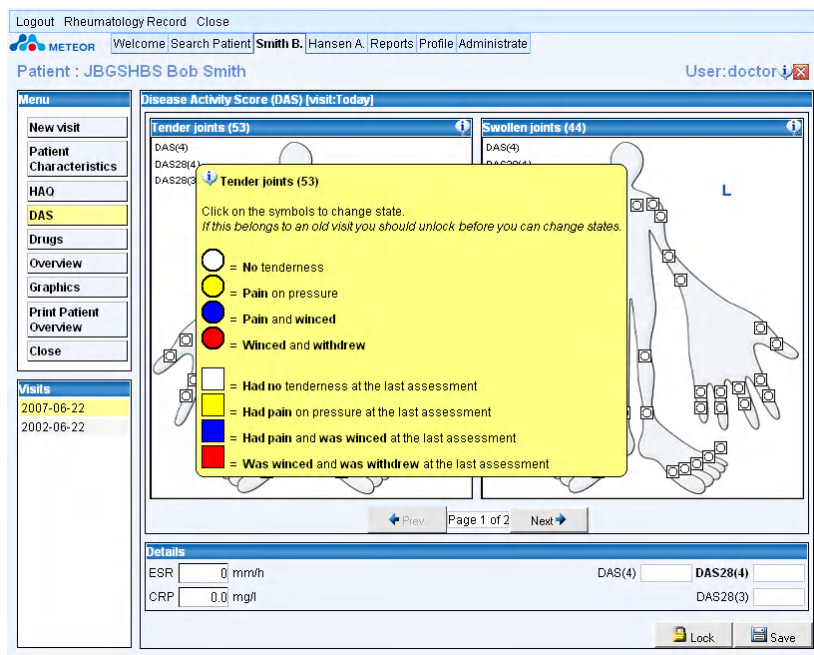 Logout Rheumatology Record Close
METEOR Welcome Search Patient Smith B. Hansen A. Reports Profile Administrate
Patient : JBGSHBS Bob Smith
User:doctor
Menu
New visit
Patient
Characteristics
HAQ
DAS
Drugs
Overview
Graphics
Print Patient
Overview
Close
Visits
2007-06-22
2002-06-22
Disease Activity Score (DAS) [visit:Today]
Tender joints (53)
DAS(4)
DAS28(4)
Swollen joints (44)
DAS(4)
L
Tender joints (53)
Click on the symbols to change state.
If this belongs to an old visit you should unlock before you can change states.
= No tenderness
= Pain on pressure
= Pain and winced
= Winced and withdrew
= Had no tenderness at the last assessment
= Had pain on pressure at the last assessment
= Had pain and was winced at the last assessment
= Was winced and was withdrew at the last assessment
Prev Page 1 of 2 Next
Details
ESR 0 mm/h
DAS(4) DAS28(4)
CRP 0.0 mg/l
DAS28(3)
Lock Save